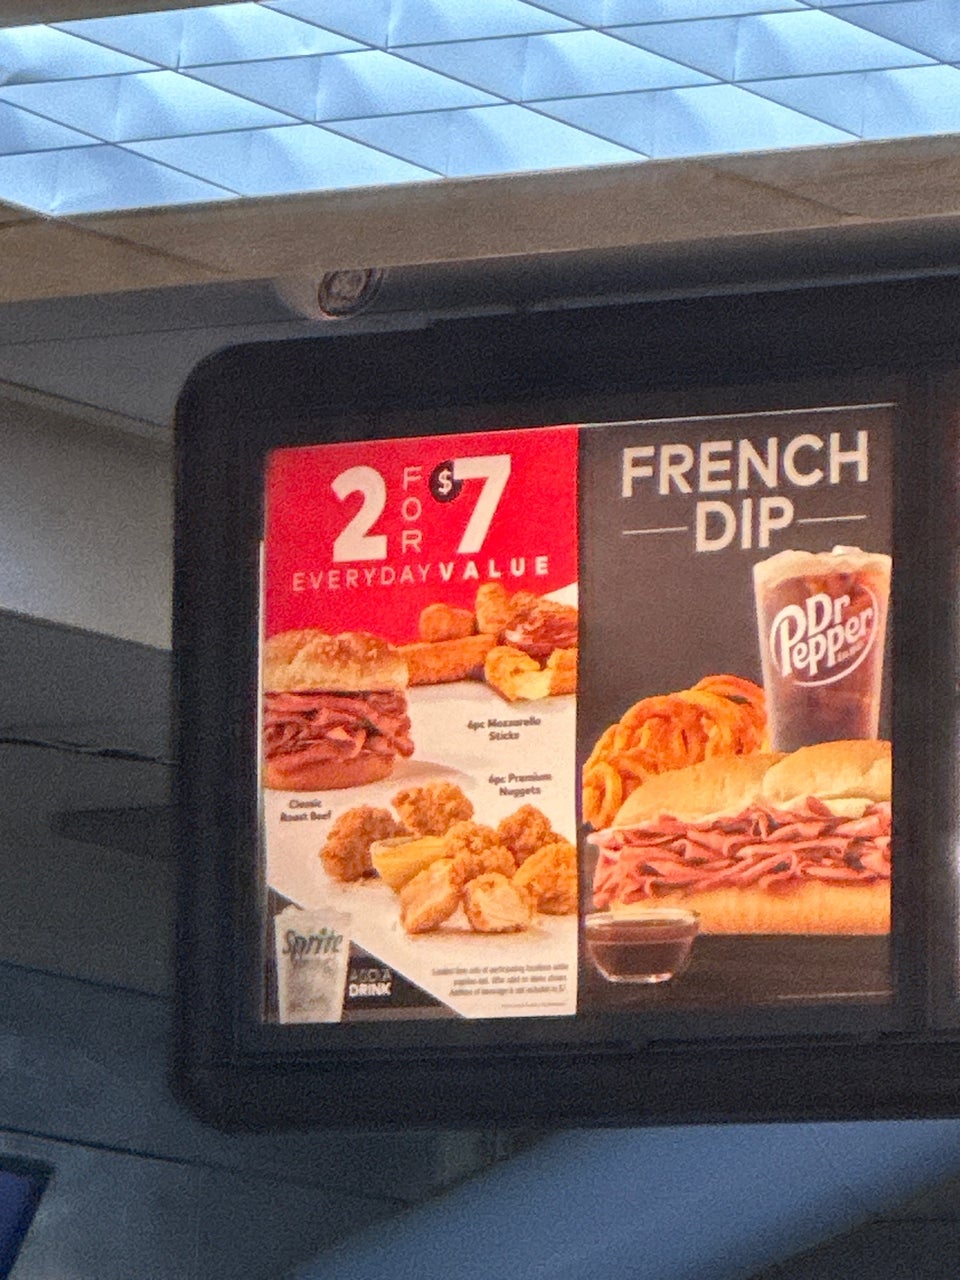 2 FOR $7
EVERYDAY VALUE
6pc Mozzarella
Sticks
6pc Premium
Nuggets
Classic
Roast Beef
Sprite
ADD A
DRINK
FRENCH
DIP
Dr
Pepper